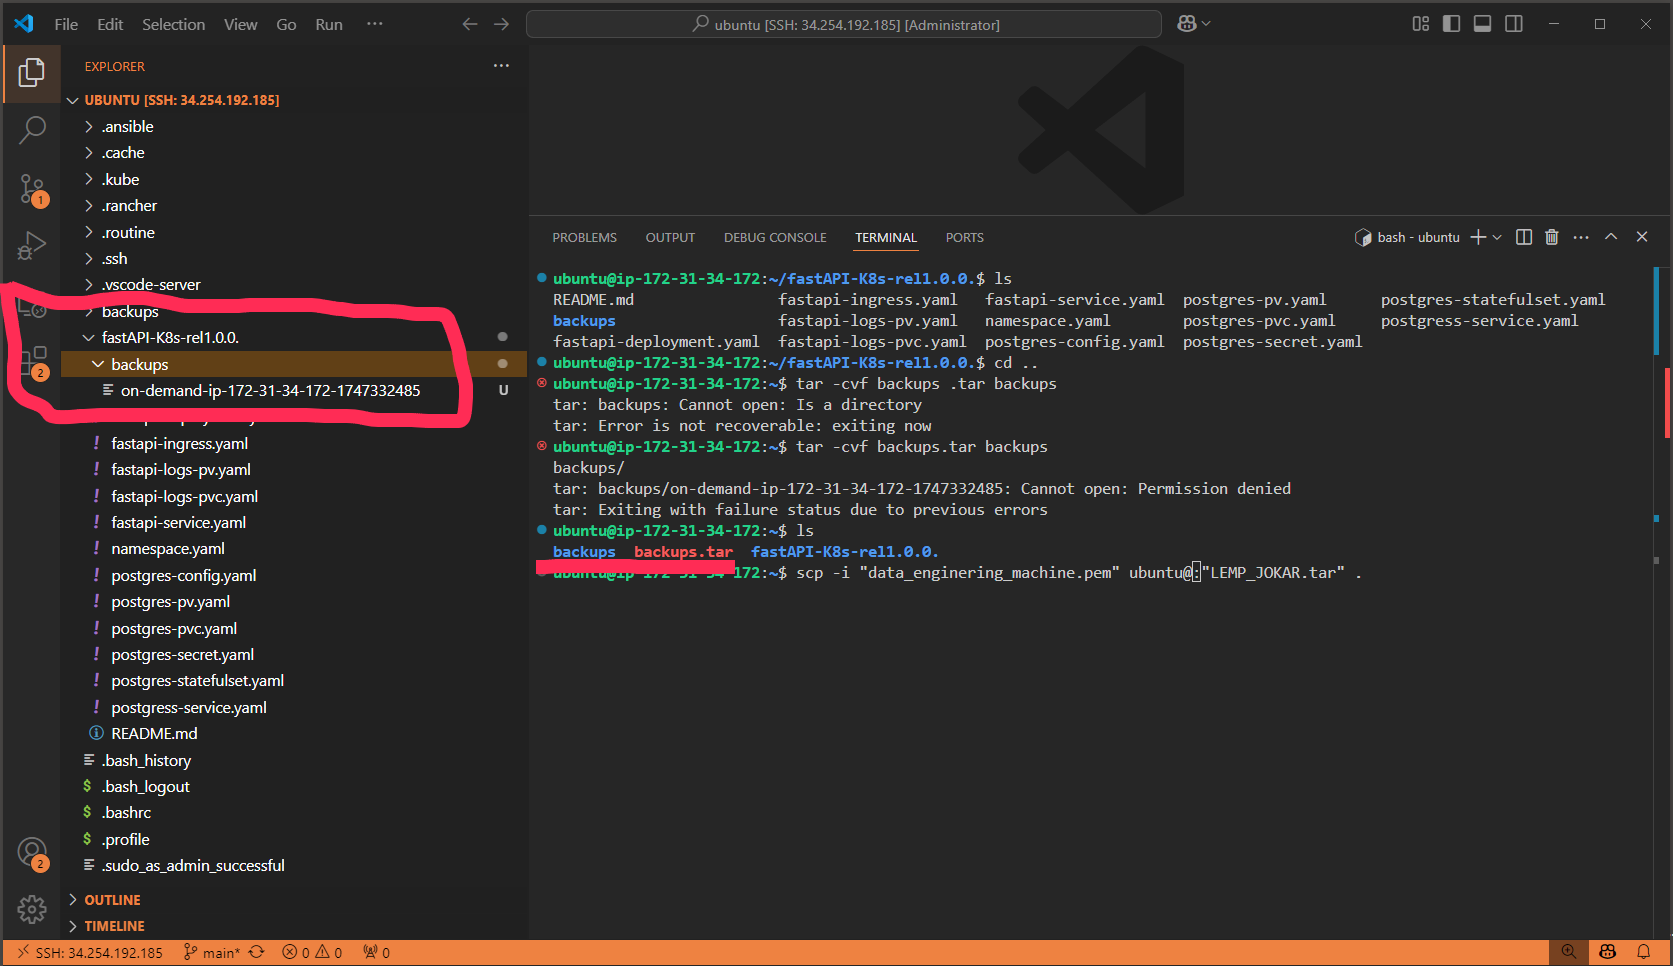 File Edit Selection View Go Run ···
ubuntu [SSH: 34.254.192.185] [Administrator]
EXPLORER
UBUNTU [SSH: 34.254.192.185]
.ansible
.cache
.kube
.rancher
.routine
.ssh
.vscode-server
backups
fastAPI-K8s-rel1.0.0.
backups
on-demand-ip-172-31-34-172-1747332485 U
fastapi-ingress.yaml
fastapi-logs-pv.yaml
fastapi-logs-pvc.yaml
fastapi-service.yaml
namespace.yaml
postgres-config.yaml
postgres-pv.yaml
postgres-pvc.yaml
postgres-secret.yaml
postgres-statefulset.yaml
postgress-service.yaml
README.md
.bash_history
.bash_logout
.bashrc
.profile
.sudo_as_admin_successful
OUTLINE
TIMELINE
1
2
2
PROBLEMS OUTPUT DEBUG CONSOLE TERMINAL PORTS
bash - ubuntu
ubuntu@ip-172-31-34-172:~/fastAPI-K8s-rel1.0.0.$ ls
README.md fastapi-ingress.yaml fastapi-service.yaml postgres-pv.yaml postgres-statefulset.yaml
backups fastapi-logs-pv.yaml namespace.yaml postgres-pvc.yaml postgress-service.yaml
fastapi-deployment.yaml fastapi-logs-pvc.yaml postgres-config.yaml postgres-secret.yaml
ubuntu@ip-172-31-34-172:~/fastAPI-K8s-rel1.0.0.$ cd ..
ubuntu@ip-172-31-34-172:~$ tar -cvf backups .tar backups
tar: backups: Cannot open: Is a directory
tar: Error is not recoverable: exiting now
ubuntu@ip-172-31-34-172:~$ tar -cvf backups.tar backups
backups/
tar: backups/on-demand-ip-172-31-34-172-1747332485: Cannot open: Permission denied
tar: Exiting with failure status due to previous errors
ubuntu@ip-172-31-34-172:~$ ls
backups backups.tar fastAPI-K8s-rel1.0.0.
ubuntu@ip-172-31-34-172:~$ scp -i "data_enginering_machine.pem" ubuntu@:"LEMP_JOKAR.tar" .
SSH: 34.254.192.185 main* 0 0 0